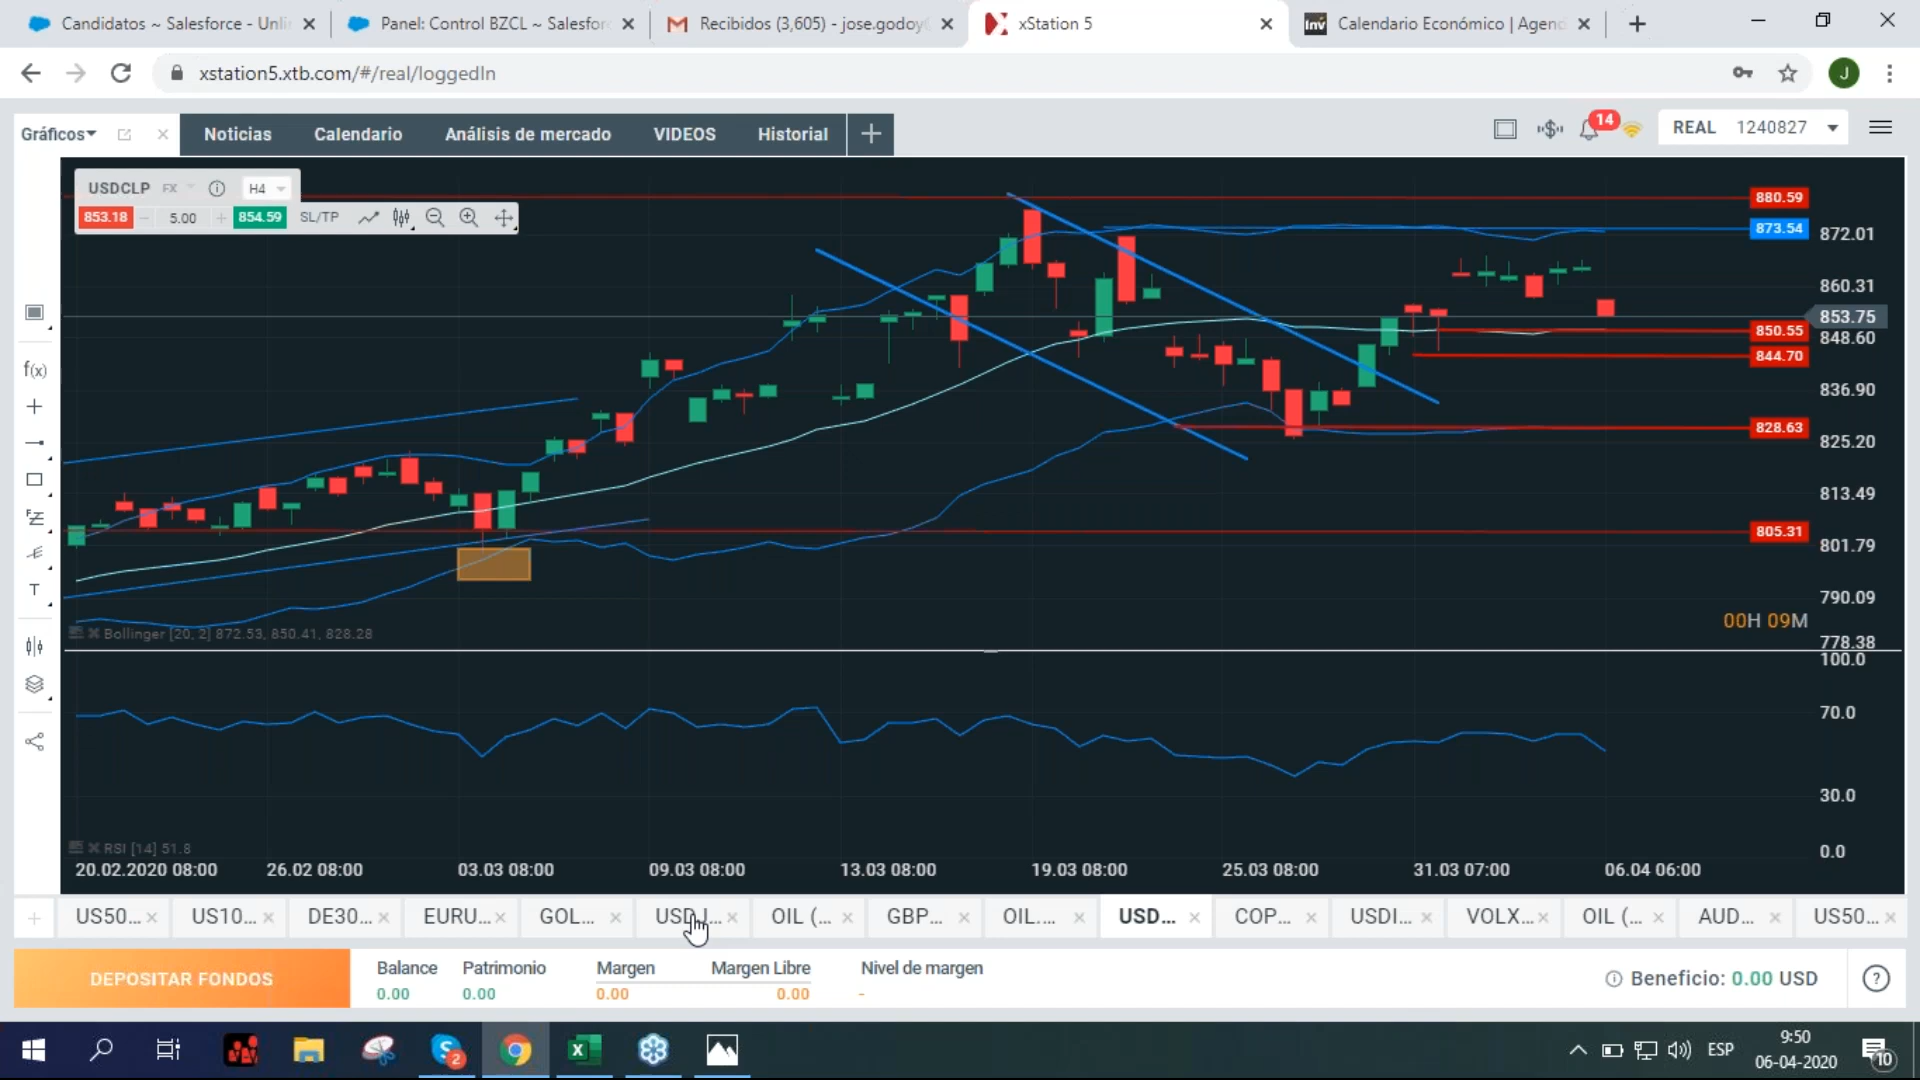 Candidatos ~ Salesforce - Unli
Panel: Control BZCL ~ Salesforc
Recibidos (3,605) - jose.godoy
xStation 5
Calendario Económico | Agend
xstation5.xtb.com/#/real/loggedIn
J
Gráficos
Noticias
Calendario
Análisis de mercado
VIDEOS
Historial
14
REAL 1240827
USDCLP FX H4
853.18 5.00 854.59 SL/TP
880.59
873.54
872.01
860.31
853.75
850.55
848.60
844.70
836.90
828.63
825.20
813.49
805.31
801.79
790.09
00H 09M
778.38
Bollinger [20, 2] 872.53, 850.41, 828.28
100.0
70.0
30.0
0.0
RSI [14] 51.8
f(x)
T
20.02.2020 08:00 26.02 08:00 03.03 08:00 09.03 08:00 13.03 08:00 19.03 08:00 25.03 08:00 31.03 07:00 06.04 06:00
US50... US10... DE30... EURU... GOL... USDJ... OIL (... GBP... OIL.... USD... COP... USDI... VOLX... OIL (... AUD... US50...
DEPOSITAR FONDOS
Balance Patrimonio Margen Margen Libre Nivel de margen
0.00 0.00 0.00 0.00 -
Beneficio: 0.00 USD
2
ESP
9:50
06-04-2020
10